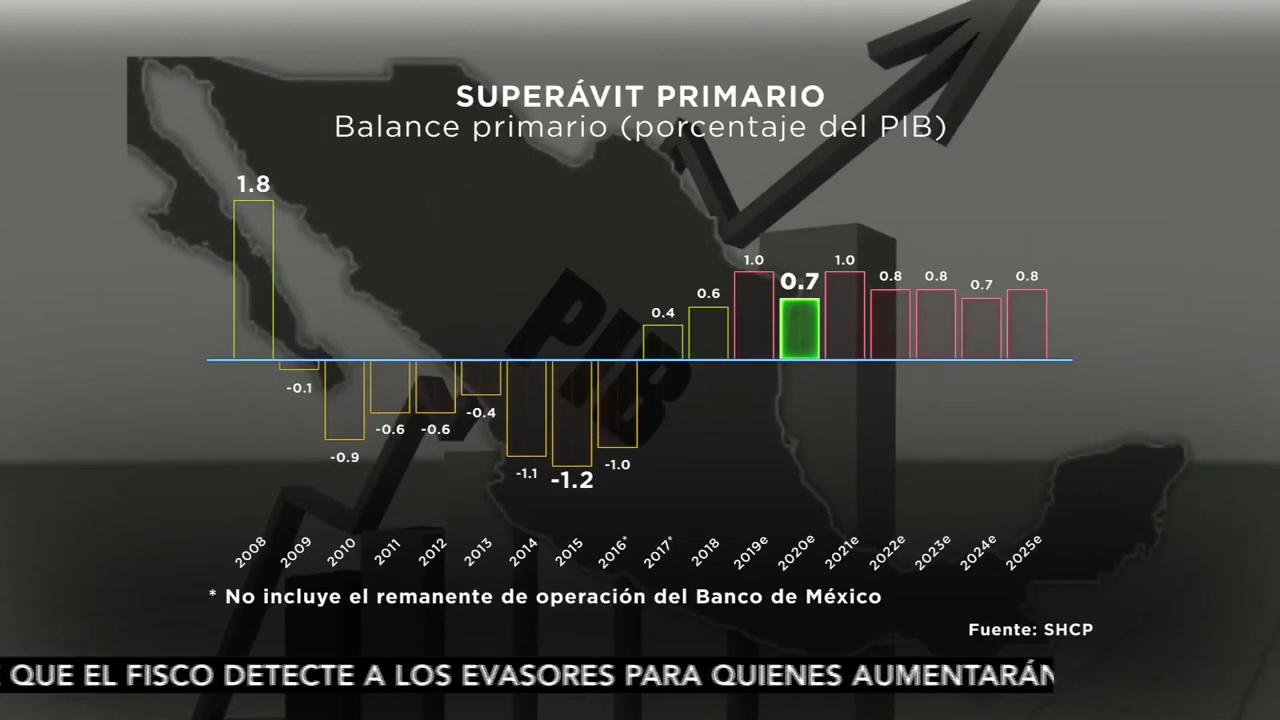 SUPERÁVIT PRIMARIO
Balance primario (porcentaje del PIB)
1.8
-0.1
-0.9
-0.6
-0.6
-0.4
-1.1
-1.2
-1.0
0.4
0.6
1.0
0.7
1.0
0.8
0.8
0.7
0.8
PIB
2008 2009 2010 2011 2012 2013 2014 2015 2016* 2017* 2018 2019e 2020e 2021e 2022e 2023e 2024e 2025e
* No incluye el remanente de operación del Banco de México
Fuente: SHCP
QUE EL FISCO DETECTE A LOS EVASORES PARA QUIENES AUMENTARÁN